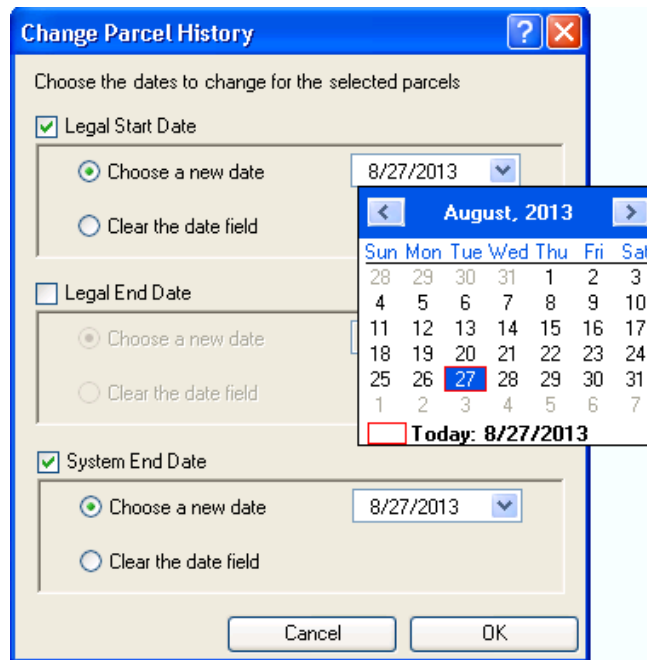 Change Parcel History
Choose the dates to change for the selected parcels
Legal Start Date
Choose a new date 8/27/2013
Clear the date field
August, 2013
Sun Mon Tue Wed Thu Fri Sat
28 29 30 31 1 2 3
4 5 6 7 8 9 10
11 12 13 14 15 16 17
18 19 20 21 22 23 24
25 26 27 28 29 30 31
1 2 3 4 5 6 7
Today: 8/27/2013
Legal End Date
Choose a new date
Clear the date field
System End Date
Choose a new date 8/27/2013
Clear the date field
Cancel OK